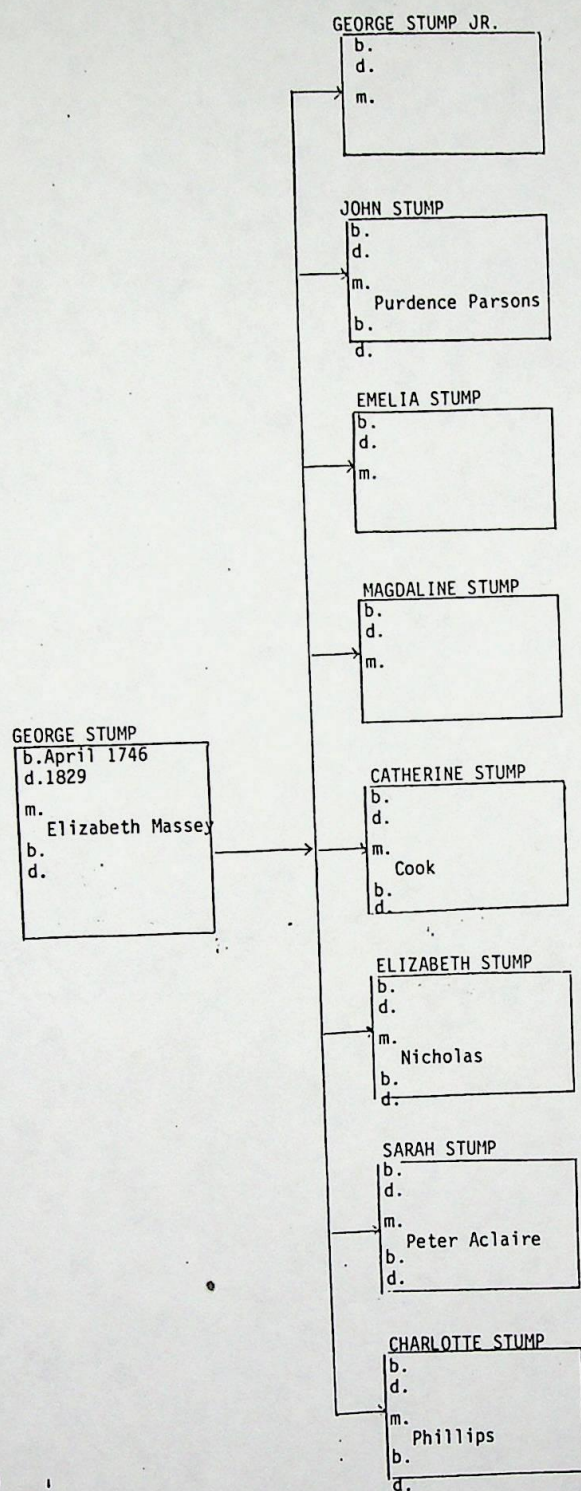 GEORGE STUMP JR.
b.
d.
m.
JOHN STUMP
b.
d.
m.
Purdence Parsons
b.
d.
EMELIA STUMP
b.
d.
m.
MAGDALINE STUMP
b.
d.
m.
GEORGE STUMP
b.April 1746
d.1829
m.
Elizabeth Massey
b.
d.
CATHERINE STUMP
b.
d.
m.
Cook
b.
d.
ELIZABETH STUMP
b.
d.
m.
Nicholas
b.
d.
SARAH STUMP
b.
d.
m.
Peter Aclaire
b.
d.
CHARLOTTE STUMP
b.
d.
m.
Phillips
b.
d.